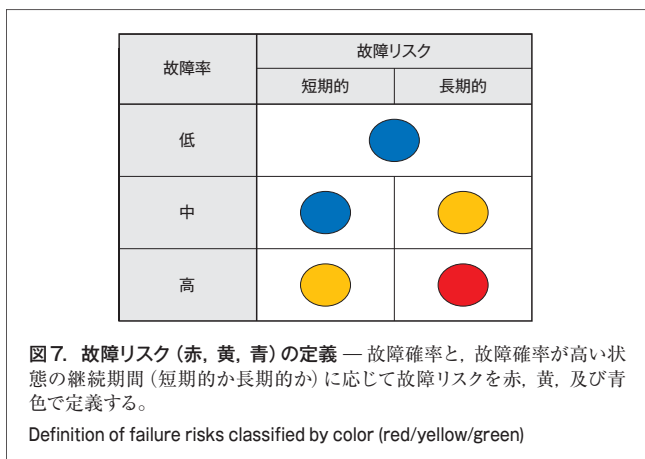 故障率
故障リスク
短期的
長期的
低
中
高
図7. 故障リスク(赤,黄,青)の定義 — 故障確率と,故障確率が高い状
態の継続期間(短期的か長期的か)に応じて故障リスクを赤,黄,及び青
色で定義する。
Definition of failure risks classified by color (red/yellow/green)